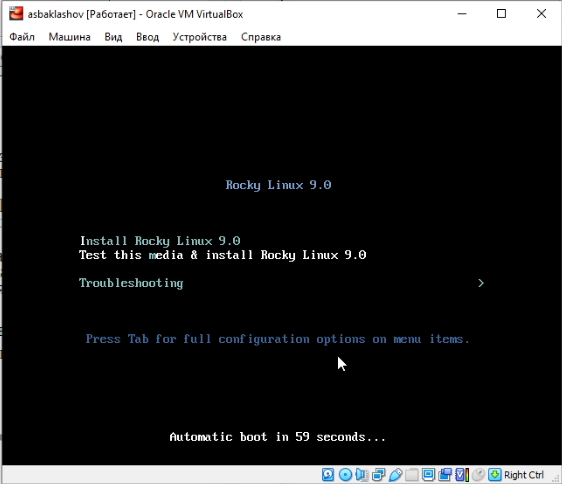 asbaklashov [Работает] - Oracle VM VirtualBox
Файл Машина Вид Ввод Устройства Справка
Rocky Linux 9.0
Install Rocky Linux 9.0
Test this media & install Rocky Linux 9.0
Troubleshooting >
Press Tab for full configuration options on menu items.
Automatic boot in 59 seconds...
Right Ctrl